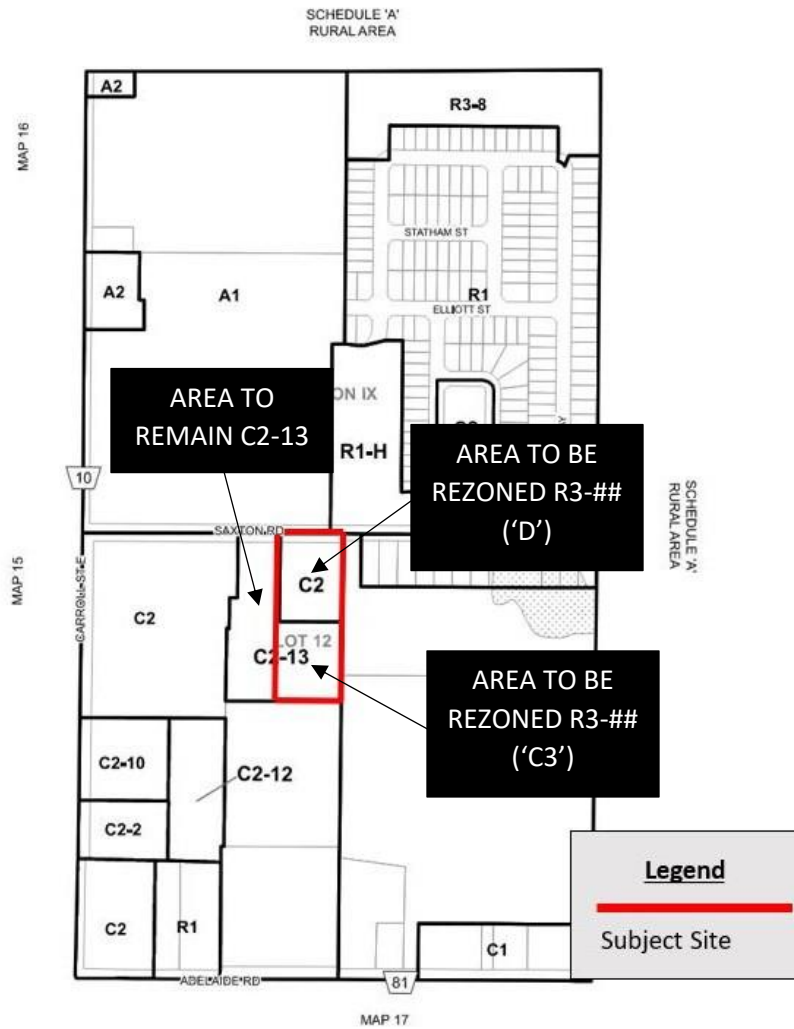 SCHEDULE 'A'
RURAL AREA
A2
R3-8
MAP 16
STATHAM ST
A2
A1
R1
ELLIOTT ST
AREA TO
REMAIN C2-13
ON IX
R1-H
AREA TO BE
REZONED R3-##
('D')
10
SCHEDULE 'A'
RURAL AREA
SAXTON RD
MAP 15
CARROLL ST E
C2
C2
LOT 12
C2-13
AREA TO BE
REZONED R3-##
('C3')
C2-10
C2-12
C2-2
Legend
Subject Site
C2
R1
C1
ADELAIDE RD
81
MAP 17